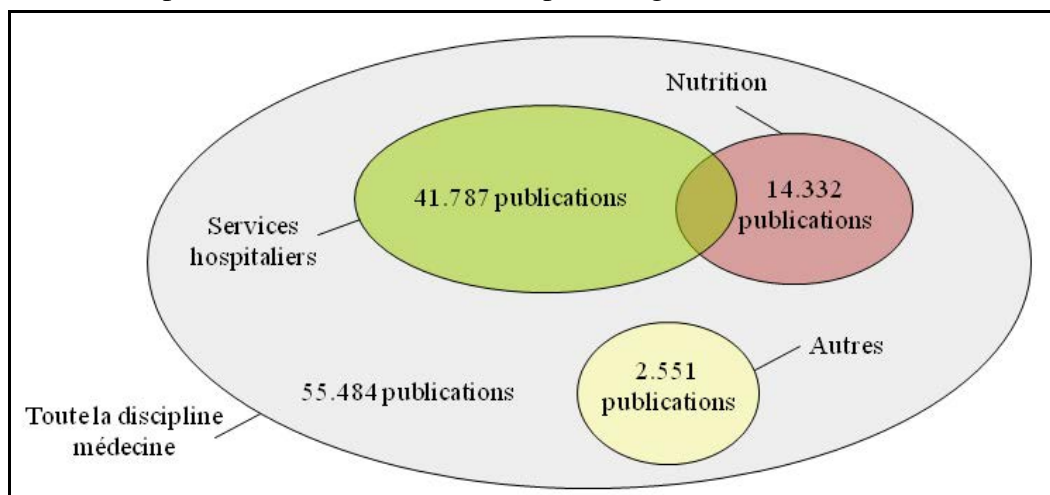 Nutrition
41.787 publications
14.332
publications
Services
hospitaliers
Autres
2.551
publications
55.484 publications
Toute la discipline
médecine